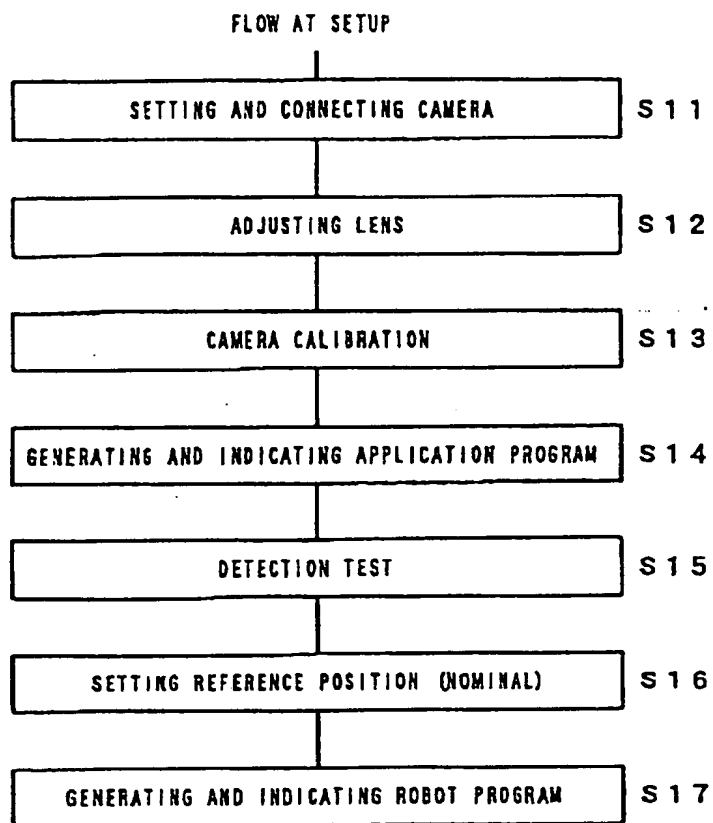 FLOW AT SETUP
SETTING AND CONNECTING CAMERA S11
ADJUSTING LENS S12
CAMERA CALIBRATION S13
GENERATING AND INDICATING APPLICATION PROGRAM S14
DETECTION TEST S15
SETTING REFERENCE POSITION (NOMINAL) S16
GENERATING AND INDICATING ROBOT PROGRAM S17